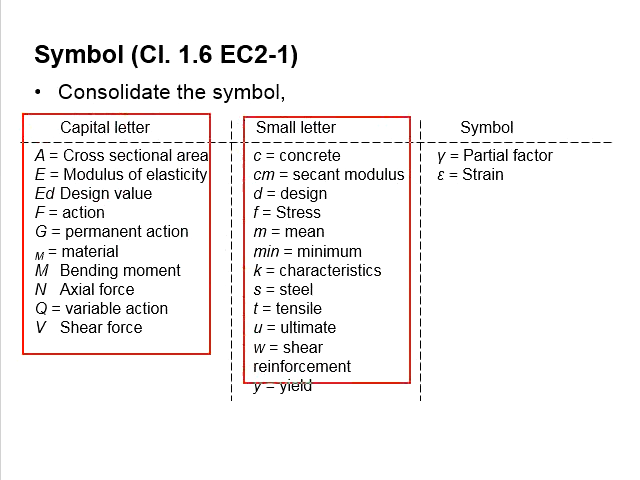 Symbol (Cl. 1.6 EC2-1)
• Consolidate the symbol,
Capital letter
A = Cross sectional area
E = Modulus of elasticity
Ed Design value
F = action
G = permanent action
M = material
M Bending moment
N Axial force
Q = variable action
V Shear force
Small letter
c = concrete
cm = secant modulus
d = design
f = Stress
m = mean
min = minimum
k = characteristics
s = steel
t = tensile
u = ultimate
w = shear
reinforcement
y = yield
Symbol
γ = Partial factor
ε = Strain